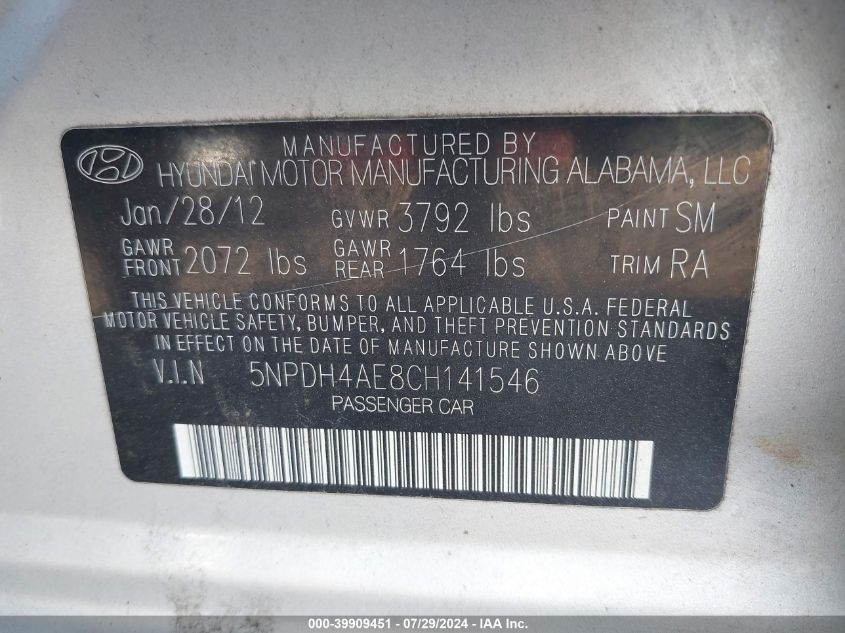 MANUFACTURED BY
HYUNDAI MOTOR MANUFACTURING ALABAMA, LLC
Jan/28/12 GVWR 3792 lbs PAINT SM
GAWR FRONT 2072 lbs GAWR REAR 1764 lbs TRIM RA
THIS VEHICLE CONFORMS TO ALL APPLICABLE U.S.A. FEDERAL
MOTOR VEHICLE SAFETY, BUMPER, AND THEFT PREVENTION STANDARDS
IN EFFECT ON THE DATE OF MANUFACTURE SHOWN ABOVE
V.I.N 5NPDH4AE8CH141546
PASSENGER CAR
000-39909451 - 07/29/2024 - IAA Inc.